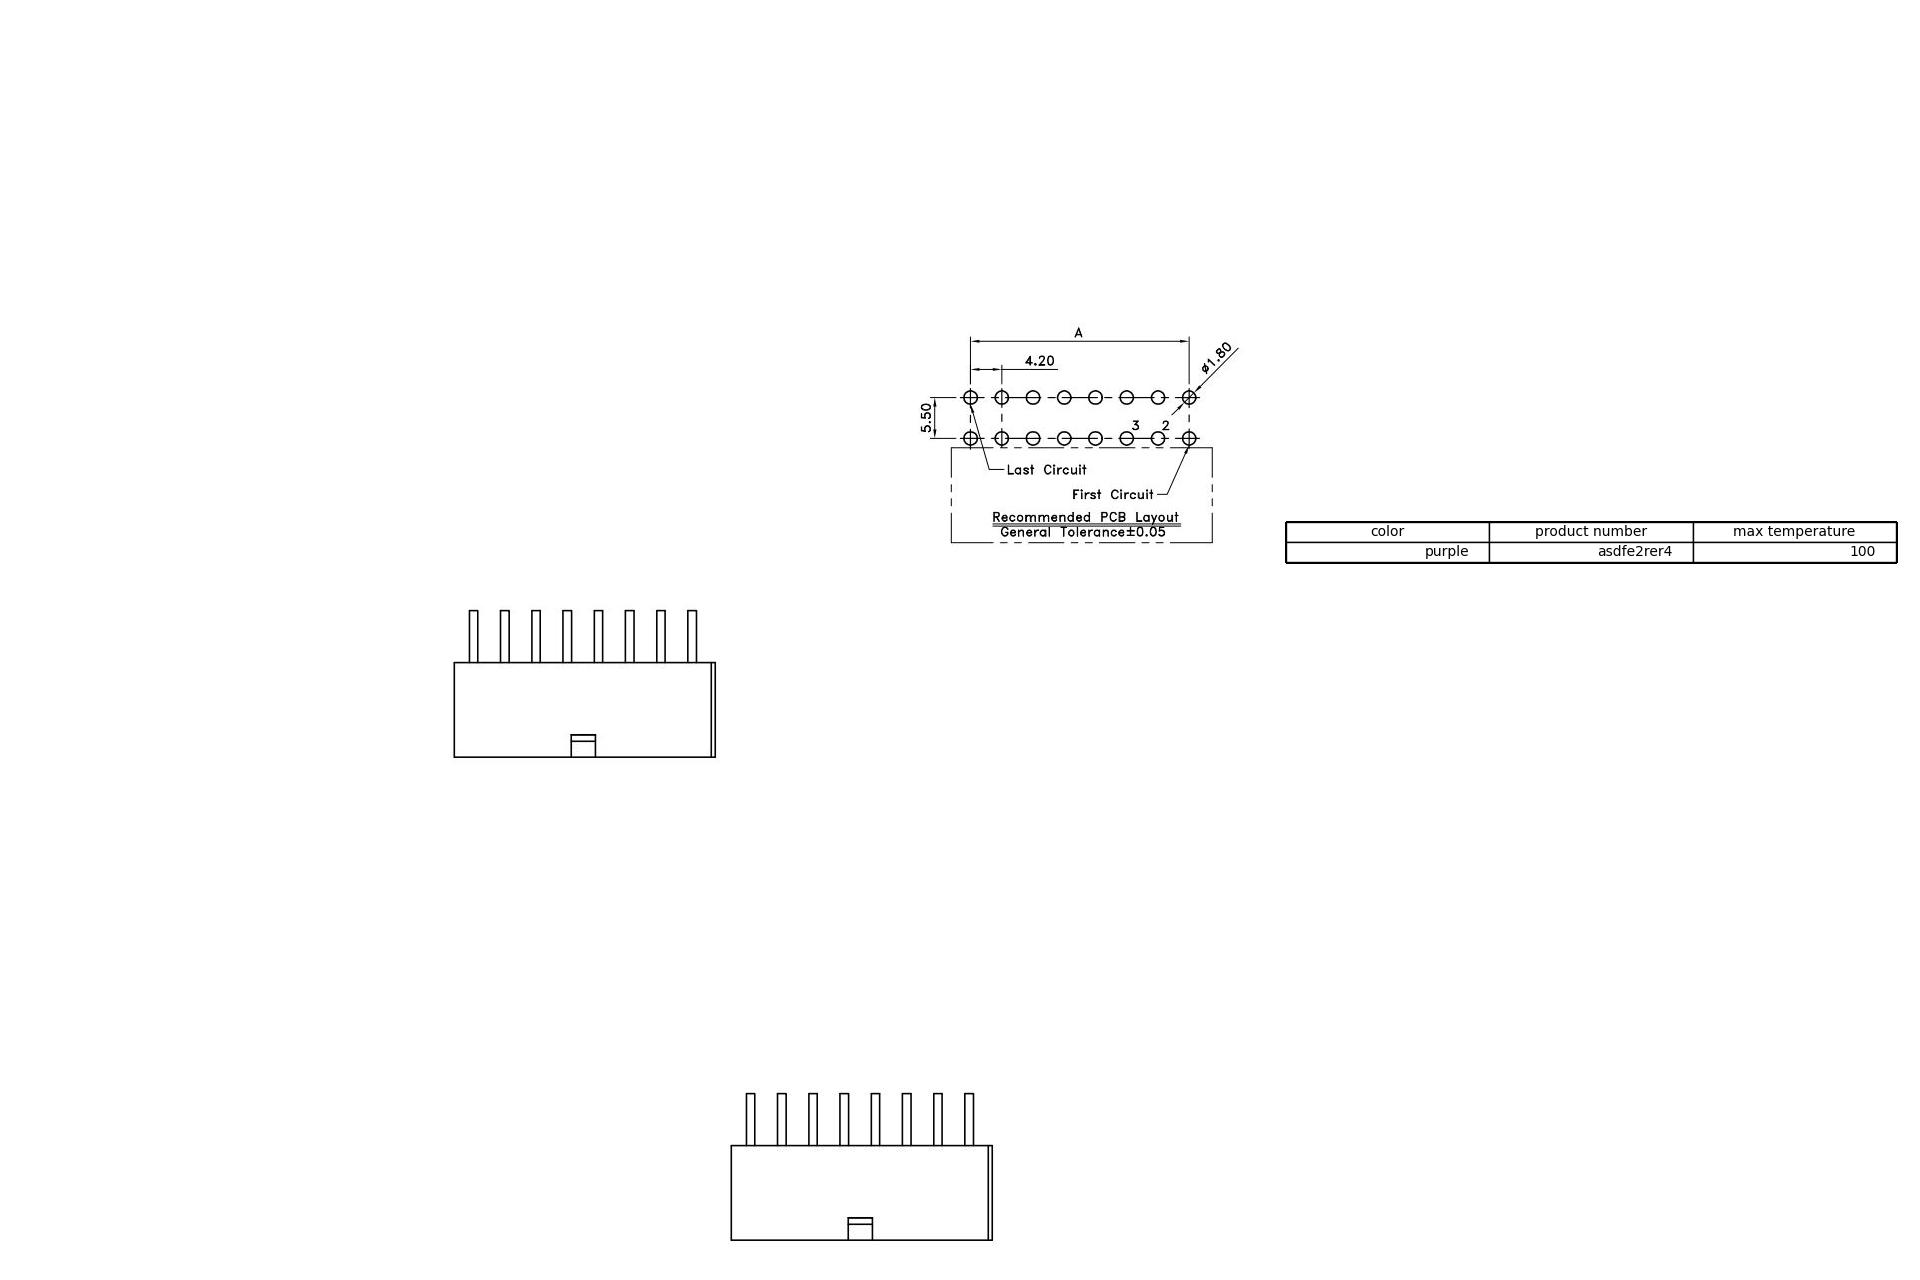 A
4.20
ø1.80
5.50
3 2
Last Circuit
First Circuit
Recommended PCB Layout
General Tolerance±0.05
color product number max temperature
purple asdfe2rer4 100